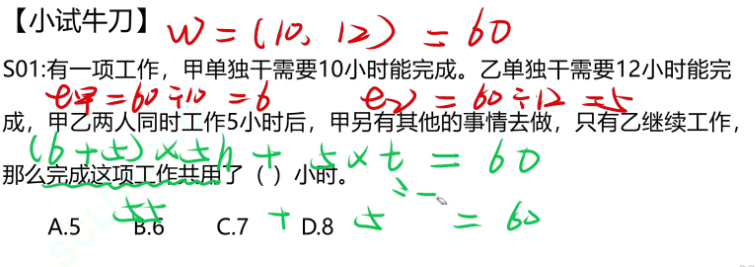 【小试牛刀】 W=(10, 12) = 60
S01:有一项工作，甲单独干需要10小时能完成。乙单独干需要12小时能完
e甲=60÷10 =6 e乙=60÷12=5
成，甲乙两人同时工作5小时后，甲另有其他的事情去做，只有乙继续工作，
(6+5)×5h + 5×t = 60
那么完成这项工作共用了（ ）小时。
A.5 B.6 C.7 D.8
55 + 5 = 60